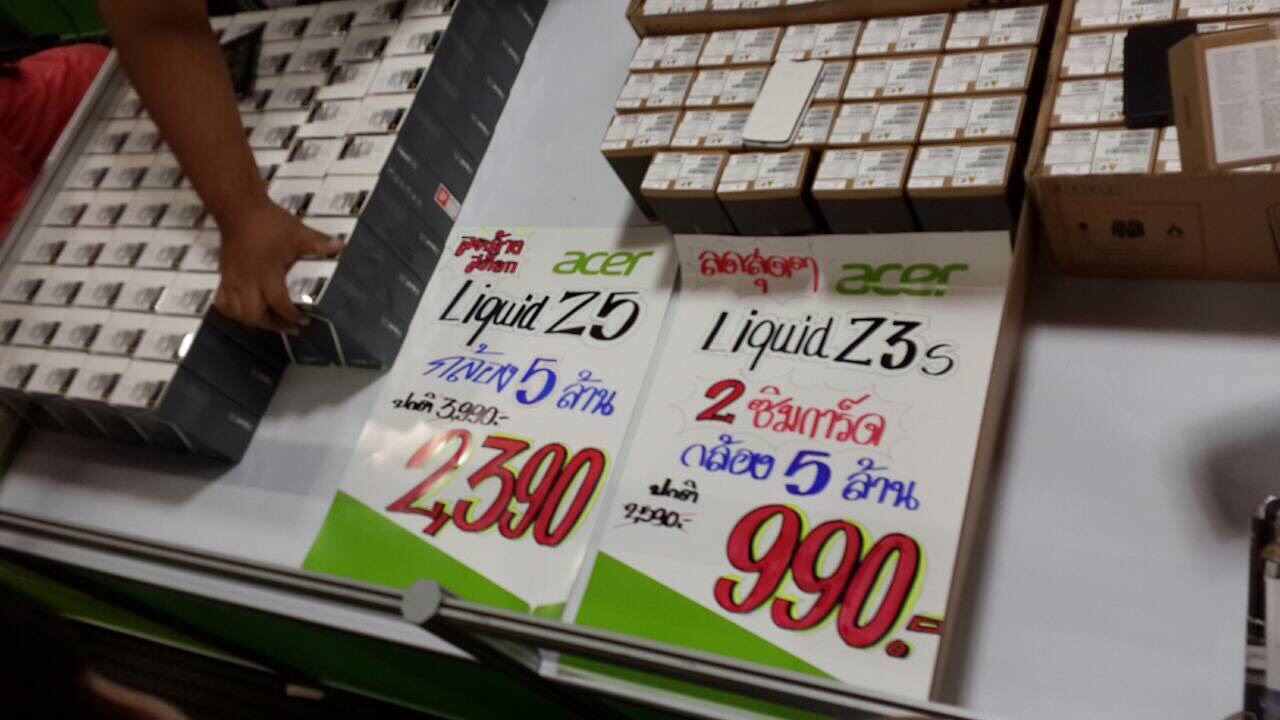 ล้างสต๊อก
acer
Liquid Z5
กล้อง 5 ล้าน
ปกติ 3,990.-
2,390
ลดสุดๆ
acer
Liquid Z3s
2 ซิมการ์ด
กล้อง 5 ล้าน
ปกติ
2,590.-
990.-